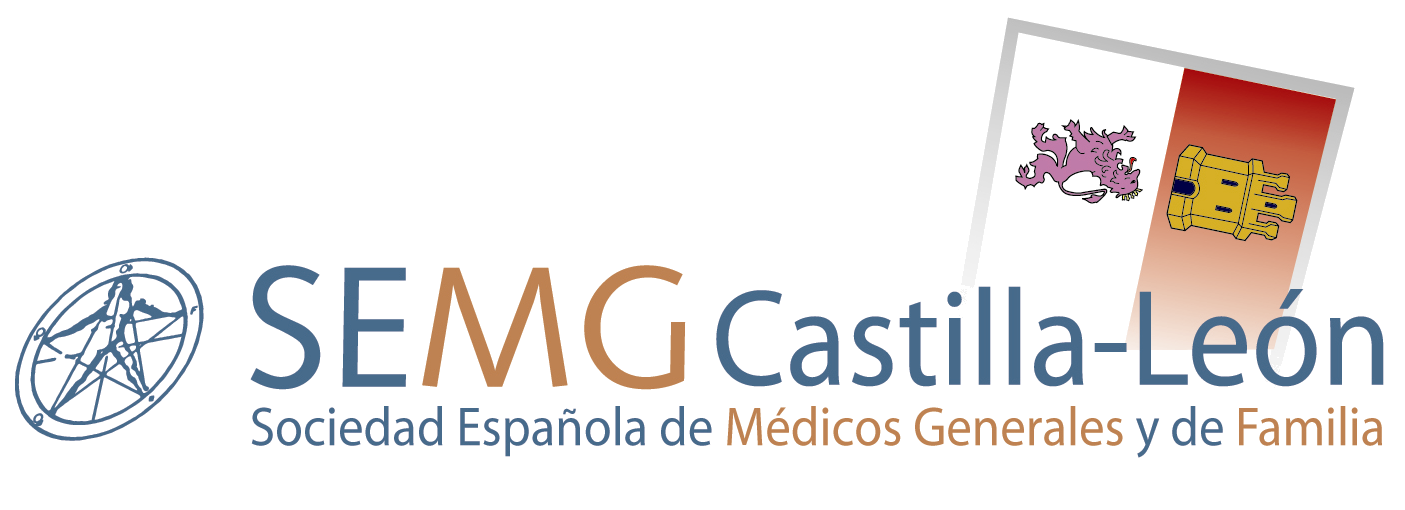 SEMG Castilla-León
Sociedad Española de Médicos Generales y de Familia